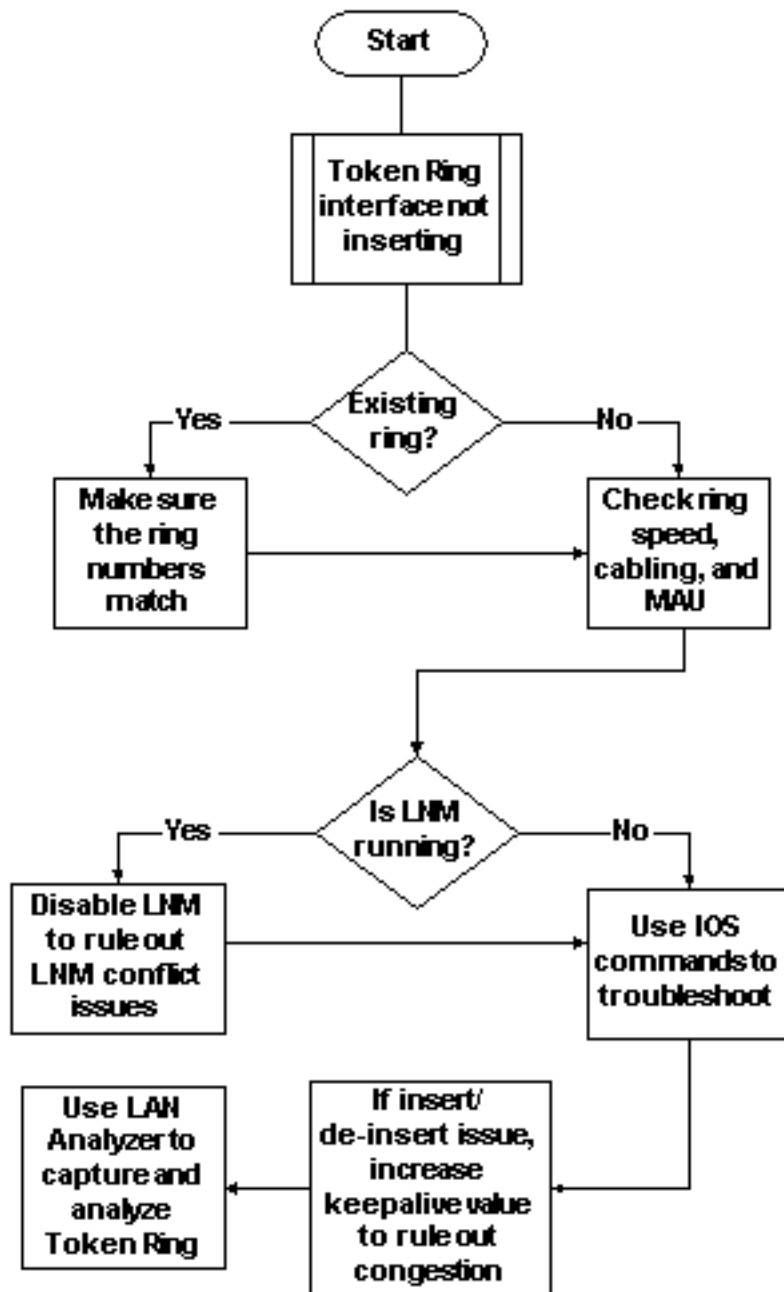 Start
Token Ring
interface not
inserting
Existing
ring?
Yes
No
Make sure
the ring
numbers
match
Check ring
speed,
cabling, and
MAU
Is LNM
running?
Yes
No
Disable LNM
to rule out
LNM conflict
issues
Use IOS
commands to
troubleshoot
If insert/
de-insert issue,
increase
keepalive value
to rule out
congestion
Use LAN
Analyzer to
capture and
analyze
Token Ring